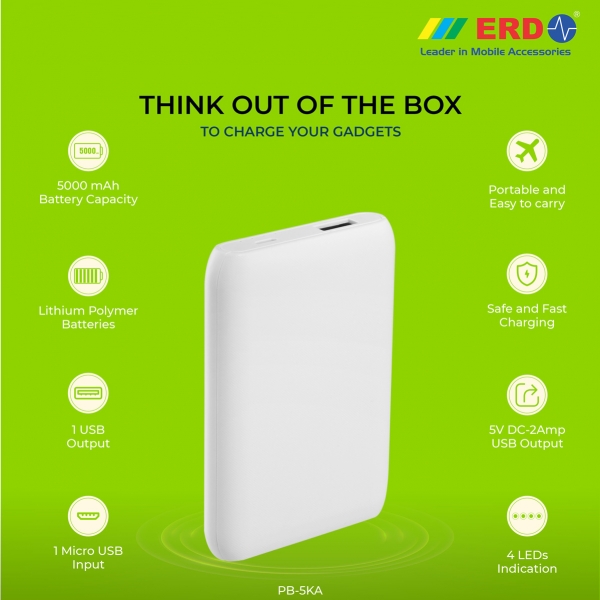 ERD ®
Leader in Mobile Accessories
THINK OUT OF THE BOX
TO CHARGE YOUR GADGETS
5000
5000 mAh
Battery Capacity
Lithium Polymer
Batteries
1 USB
Output
1 Micro USB
Input
Portable and
Easy to carry
Safe and Fast
Charging
5V DC-2Amp
USB Output
4 LEDs
Indication
PB-5KA